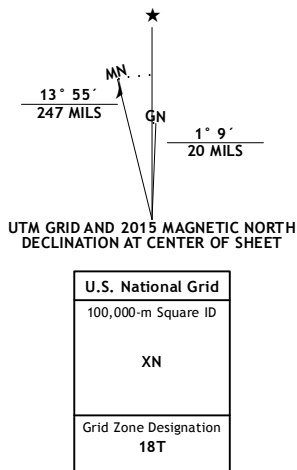 ★
MN
GN
13° 55´
247 MILS
1° 9´
20 MILS
UTM GRID AND 2015 MAGNETIC NORTH
DECLINATION AT CENTER OF SHEET
U.S. National Grid
100,000-m Square ID
XN
Grid Zone Designation
18T